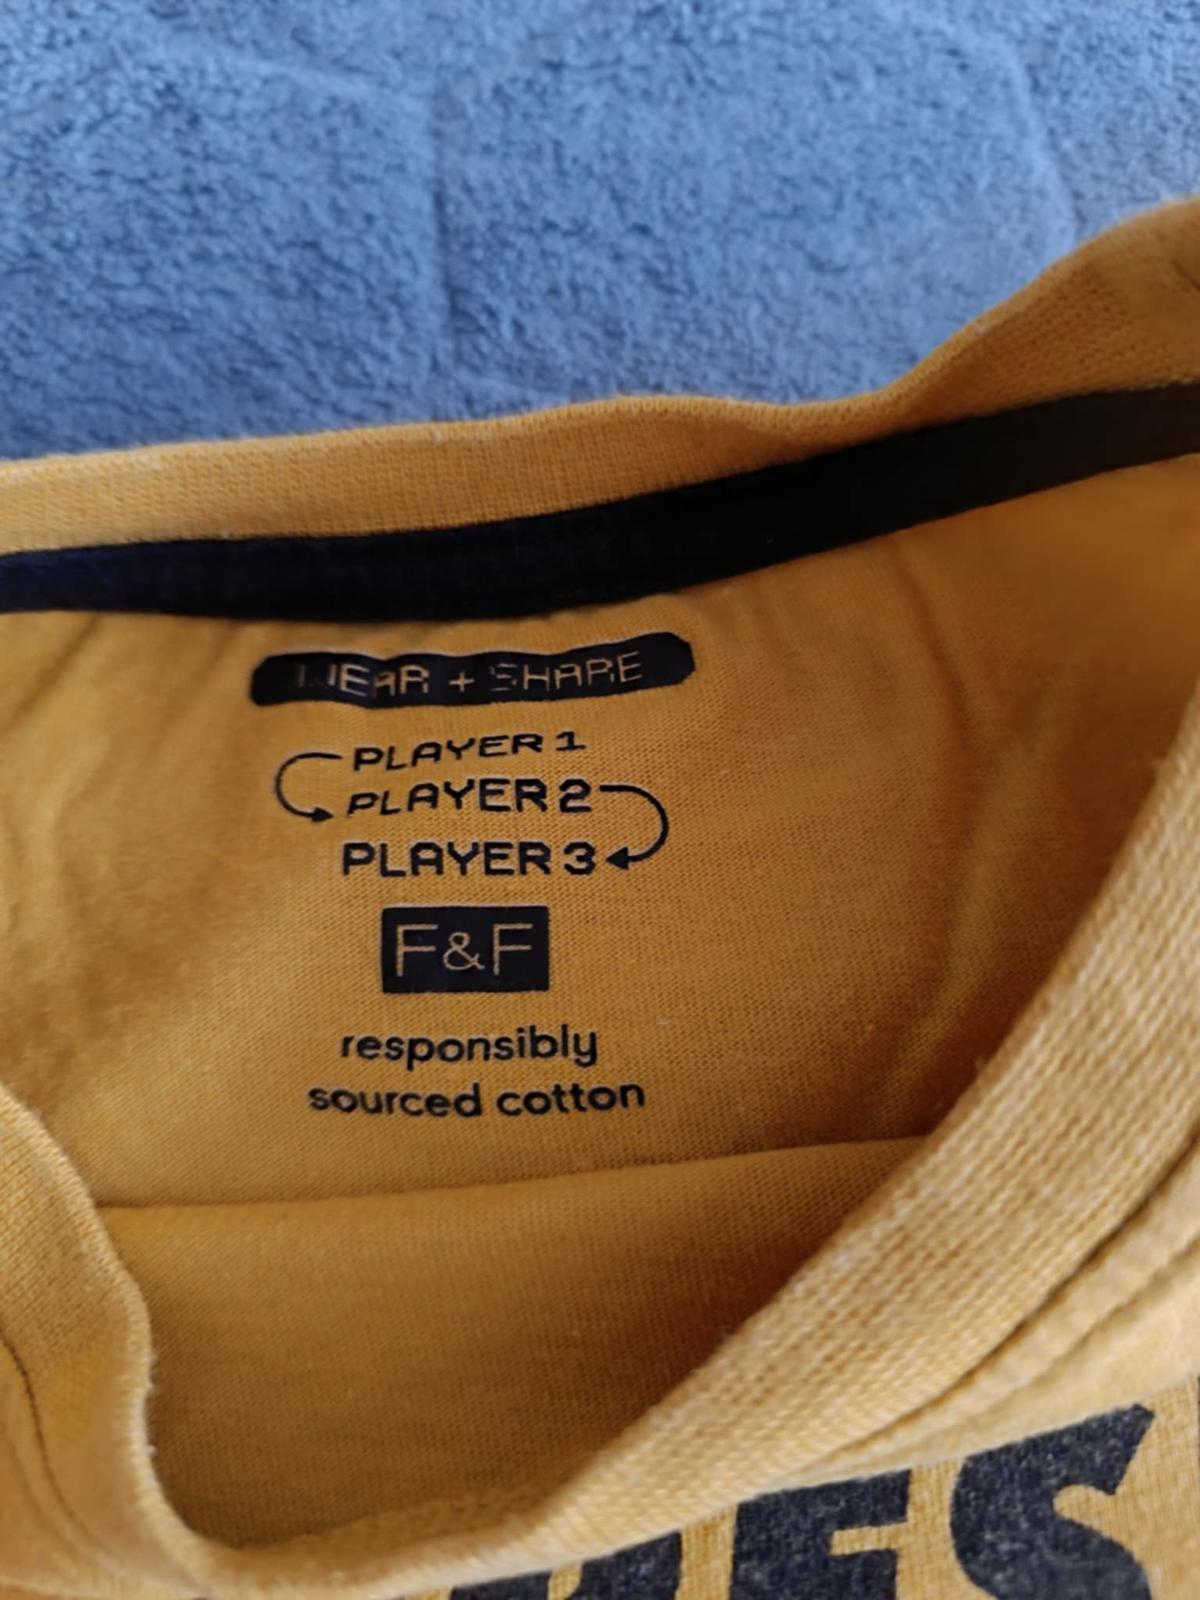 WEAR + SHARE
PLAYER 1
PLAYER 2
PLAYER 3
F&F
responsibly
sourced cotton